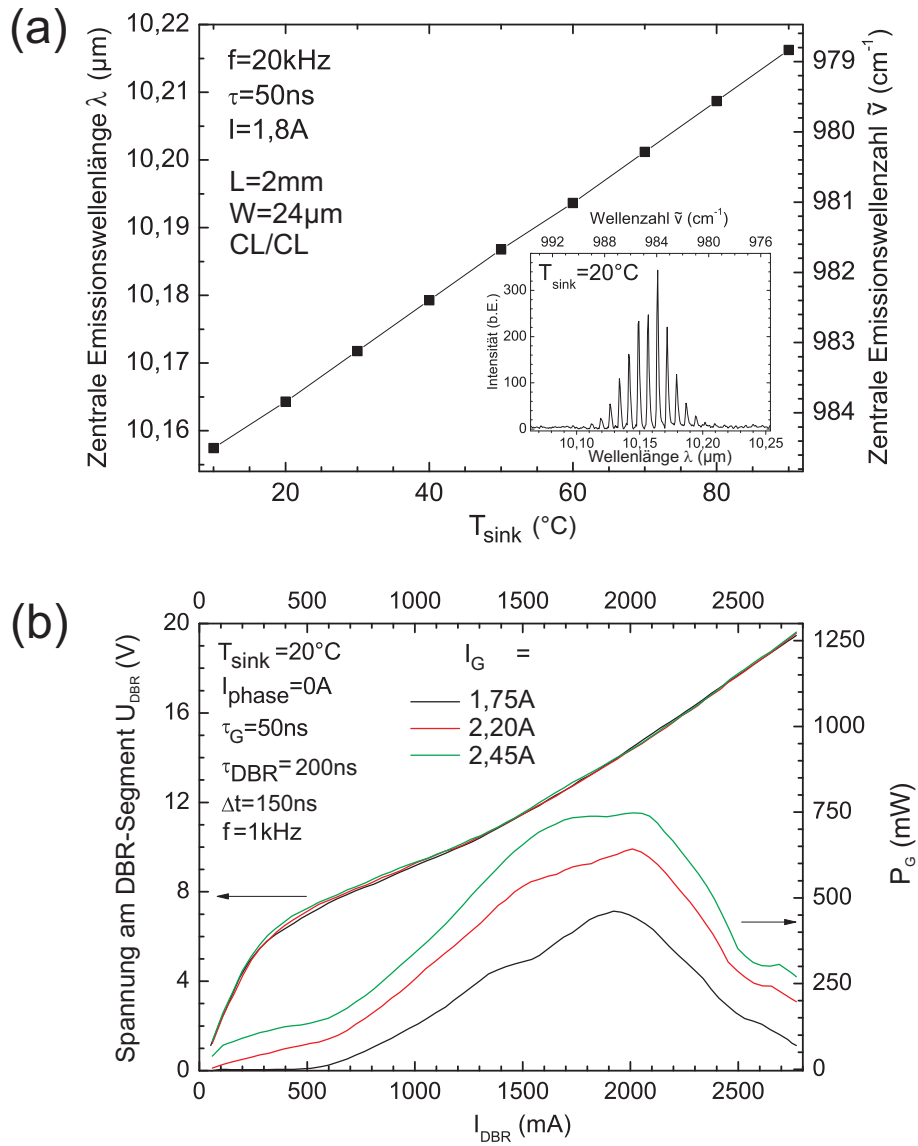 (a)
Zentrale Emissionswellenlänge λ (µm)
10,22
10,21
10,20
10,19
10,18
10,17
10,16
f=20kHz
τ=50ns
I=1,8A
L=2mm
W=24µm
CL/CL
979
980
981
982
983
984
Zentrale Emissionswellenzahl ṽ (cm⁻¹)
Wellenzahl ṽ (cm⁻¹)
992 988 984 980 976
T_sink=20°C
Intensität (b.E.)
300
200
100
0
10,10 10,15 10,20 10,25
Wellenlänge λ (µm)
20 40 60 80
T_sink (°C)
(b)
0 500 1000 1500 2000 2500
Spannung am DBR-Segment U_DBR (V)
20
16
12
8
4
0
T_sink=20°C
I_phase=0A
τ_G=50ns
τ_DBR=200ns
Δt=150ns
f=1kHz
I_G =
1,75A
2,20A
2,45A
1250
1000
750
500
250
0
P_G (mW)
0 500 1000 1500 2000 2500
I_DBR (mA)